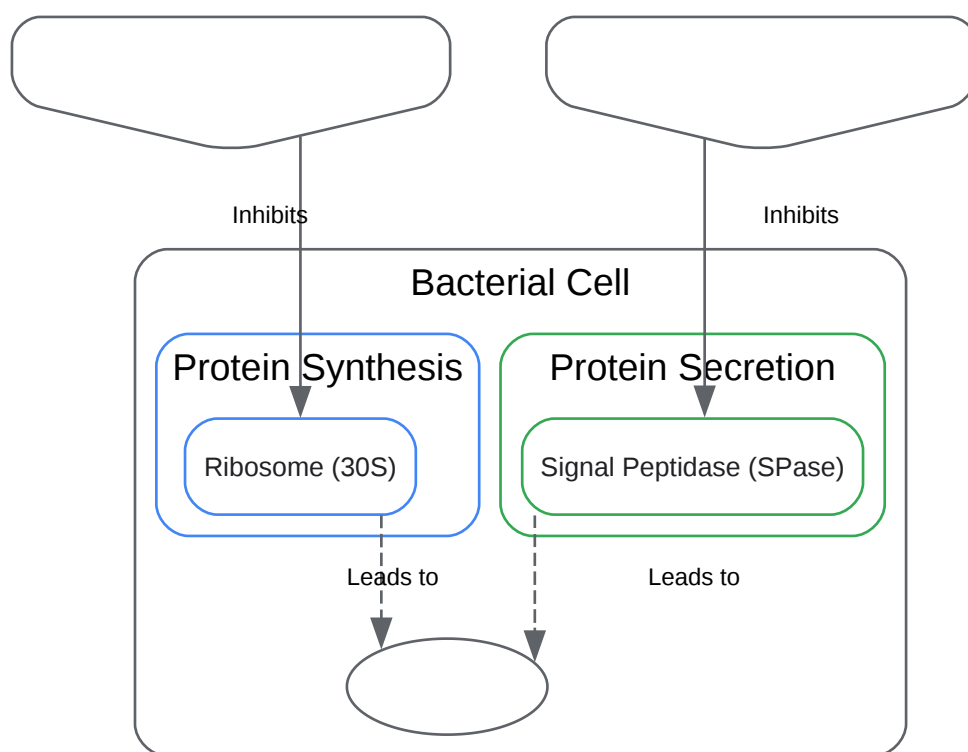 Inhibits
Inhibits
Bacterial Cell
Protein Synthesis
Protein Secretion
Ribosome (30S)
Signal Peptidase (SPase)
Leads to
Leads to